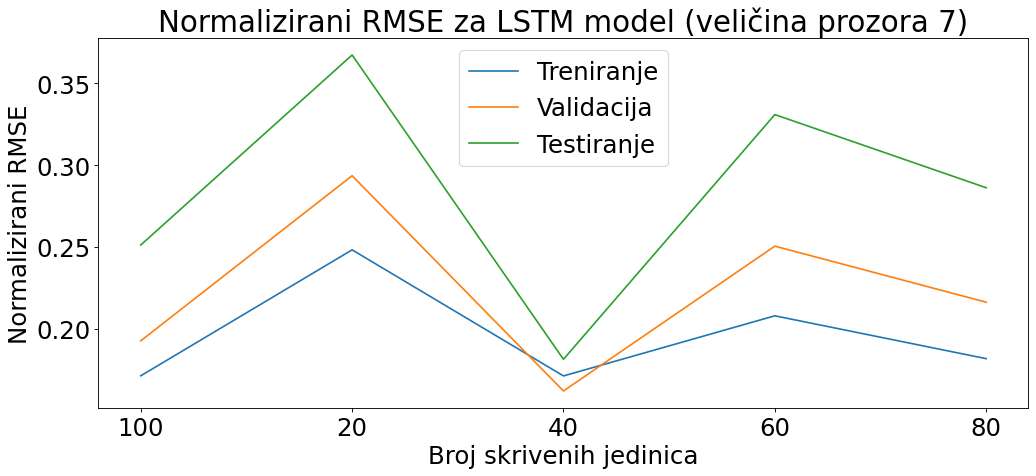 Normalizirani RMSE za LSTM model (veličina prozora 7)
Treniranje
Validacija
Testiranje
Normalizirani RMSE
0.35
0.30
0.25
0.20
100 20 40 60 80
Broj skrivenih jedinica